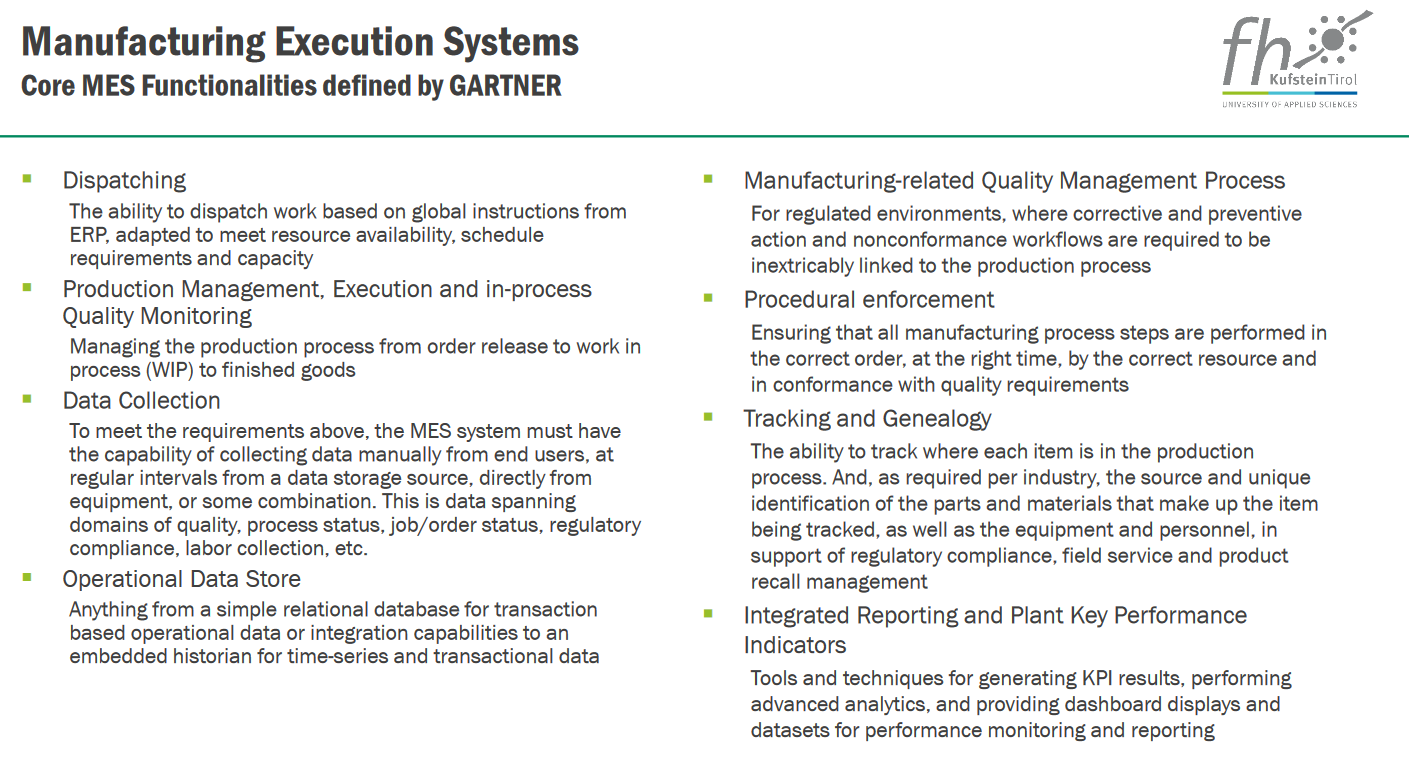 Manufacturing Execution Systems
Core MES Functionalities defined by GARTNER
fh
KufsteinTirol
UNIVERSITY OF APPLIED SCIENCES
Dispatching
The ability to dispatch work based on global instructions from
ERP, adapted to meet resource availability, schedule
requirements and capacity
Production Management, Execution and in-process
Quality Monitoring
Managing the production process from order release to work in
process (WIP) to finished goods
Data Collection
To meet the requirements above, the MES system must have
the capability of collecting data manually from end users, at
regular intervals from a data storage source, directly from
equipment, or some combination. This is data spanning
domains of quality, process status, job/order status, regulatory
compliance, labor collection, etc.
Operational Data Store
Anything from a simple relational database for transaction
based operational data or integration capabilities to an
embedded historian for time-series and transactional data
Manufacturing-related Quality Management Process
For regulated environments, where corrective and preventive
action and nonconformance workflows are required to be
inextricably linked to the production process
Procedural enforcement
Ensuring that all manufacturing process steps are performed in
the correct order, at the right time, by the correct resource and
in conformance with quality requirements
Tracking and Genealogy
The ability to track where each item is in the production
process. And, as required per industry, the source and unique
identification of the parts and materials that make up the item
being tracked, as well as the equipment and personnel, in
support of regulatory compliance, field service and product
recall management
Integrated Reporting and Plant Key Performance
Indicators
Tools and techniques for generating KPI results, performing
advanced analytics, and providing dashboard displays and
datasets for performance monitoring and reporting